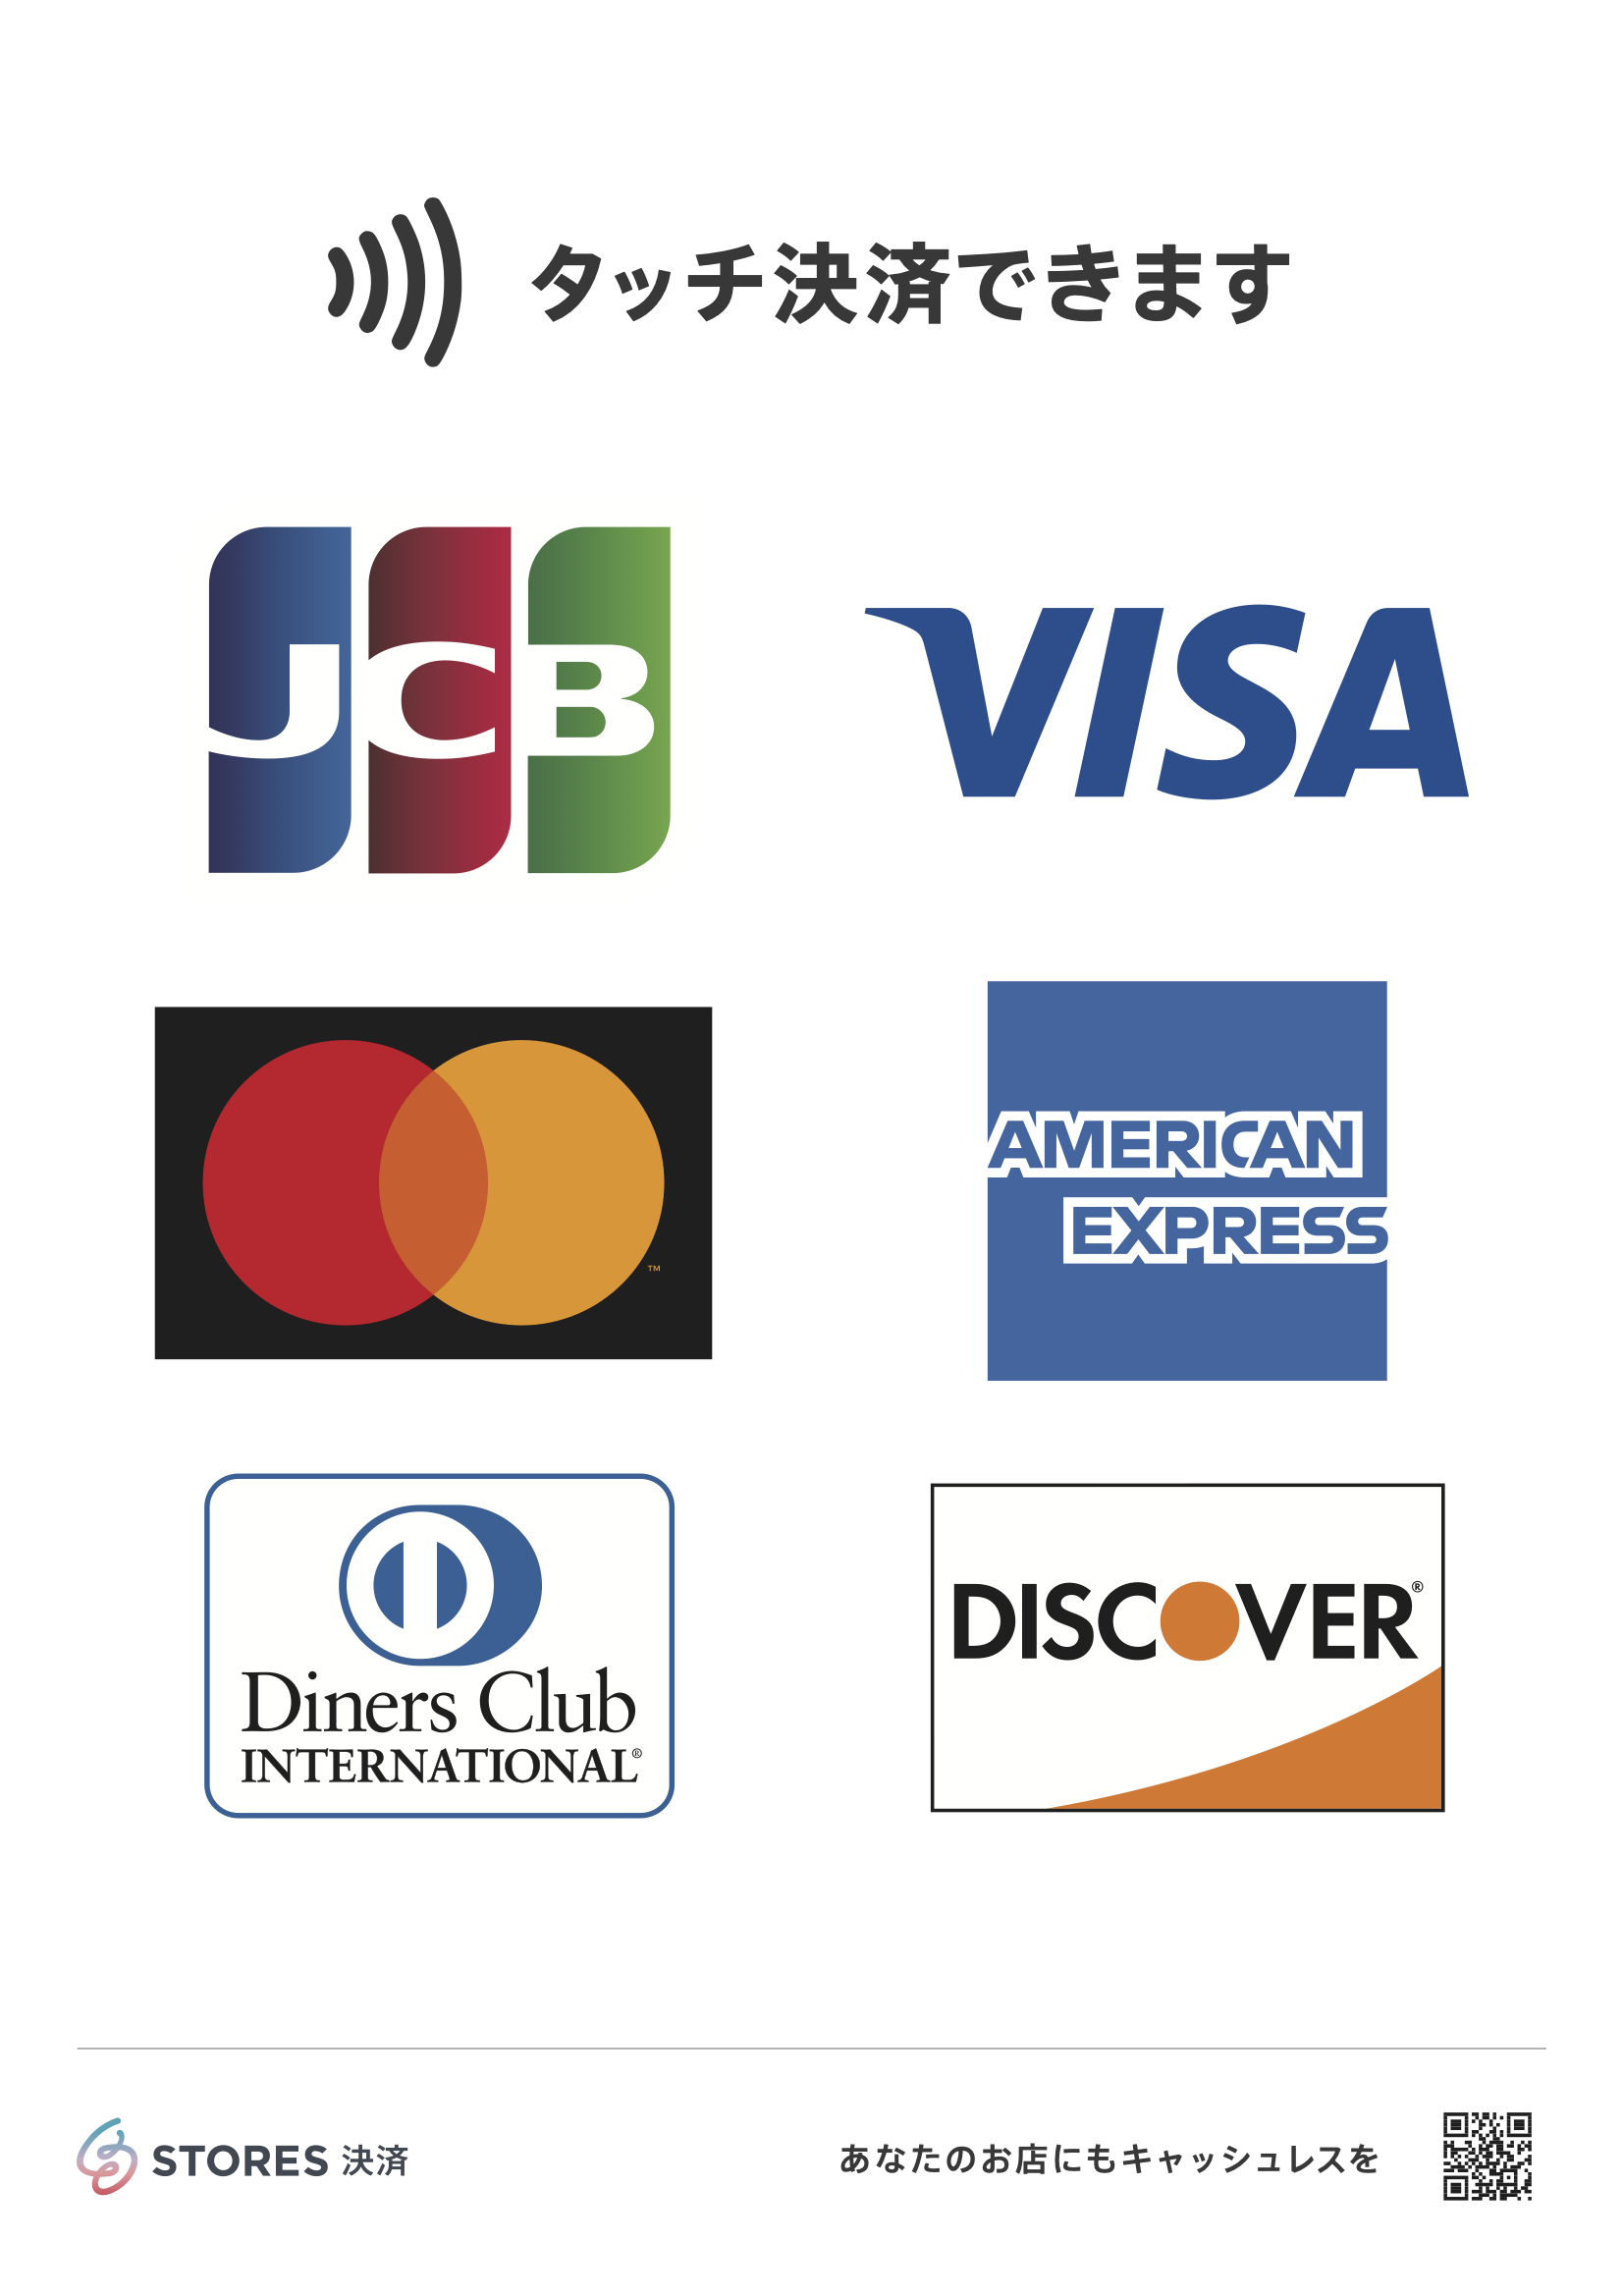 タッチ決済できます
JCB
VISA
TM
AMERICAN
EXPRESS
Diners Club
INTERNATIONAL®
DISCOVER®
STORES 決済
あなたのお店にもキャッシュレスを